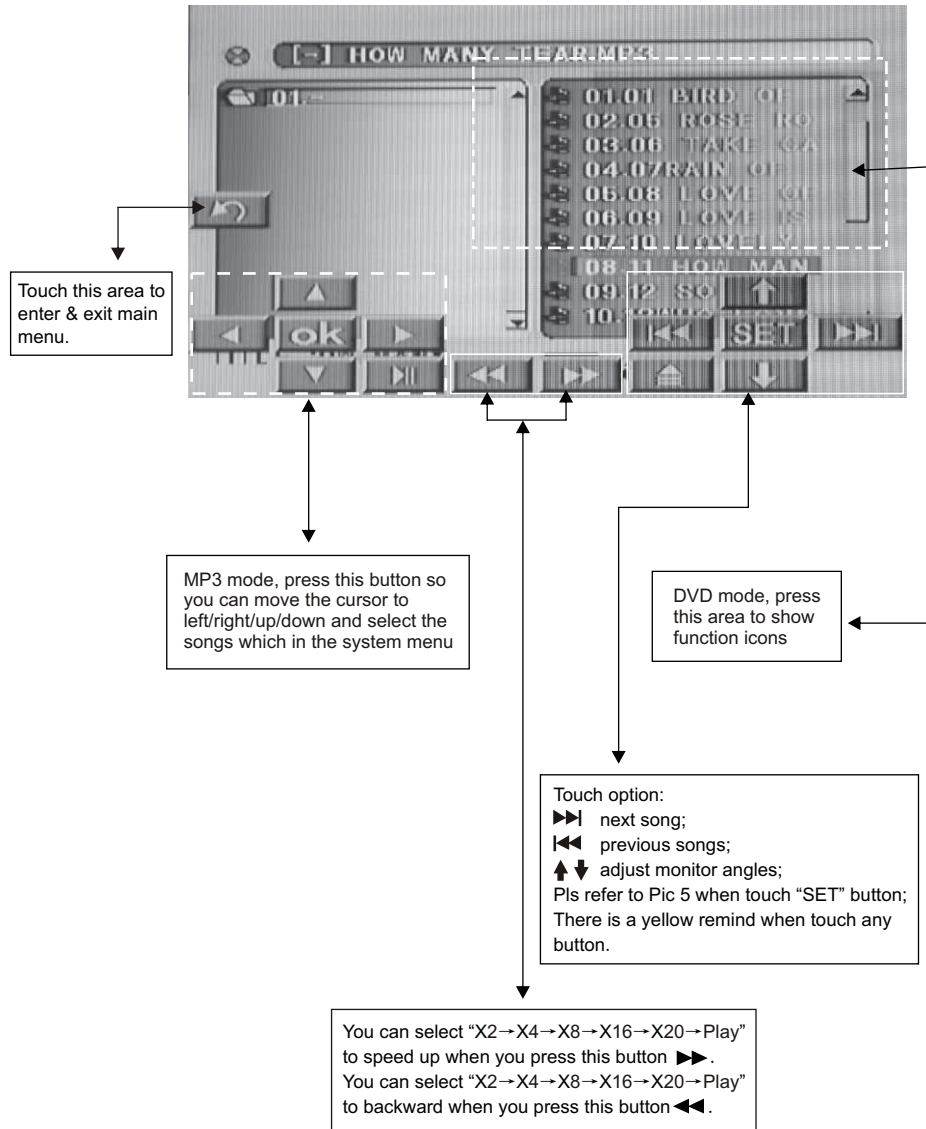 [-] HOW MANY TEAR.MP3
01.-
01.01 BIRD OF
02.05 ROSE RO
03.06 TAKE CA
04.07RAIN OF
05.08 LOVE OF
06.09 LOVE IS
07.10 LOVELY
08.11 HOW MAN
09.12 SO
10.
ok
SET
Touch this area to
enter & exit main
menu.
MP3 mode, press this button so
you can move the cursor to
left/right/up/down and select the
songs which in the system menu
DVD mode, press
this area to show
function icons
Touch option:
next song;
previous songs;
adjust monitor angles;
Pls refer to Pic 5 when touch “SET” button;
There is a yellow remind when touch any
button.
You can select “X2→X4→X8→X16→X20→Play”
to speed up when you press this button ▶▶.
You can select “X2→X4→X8→X16→X20→Play”
to backward when you press this button ◀◀.